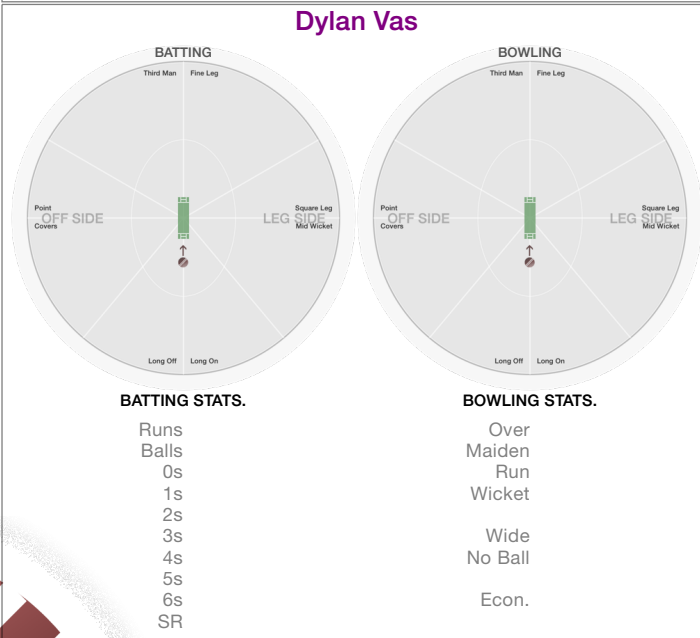 Dylan Vas
BATTING
Third Man Fine Leg
Point
OFF SIDE
Covers
Square Leg
LEG SIDE
Mid Wicket
Long Off Long On
BOWLING
Third Man Fine Leg
Point
OFF SIDE
Covers
Square Leg
LEG SIDE
Mid Wicket
Long Off Long On
BATTING STATS.
Runs
Balls
0s
1s
2s
3s
4s
5s
6s
SR
BOWLING STATS.
Over
Maiden
Run
Wicket
Wide
No Ball
Econ.